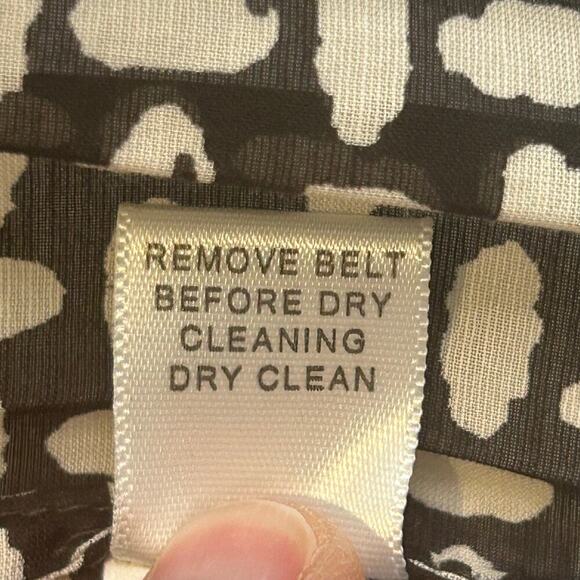 REMOVE BELT
BEFORE DRY
CLEANING
DRY CLEAN